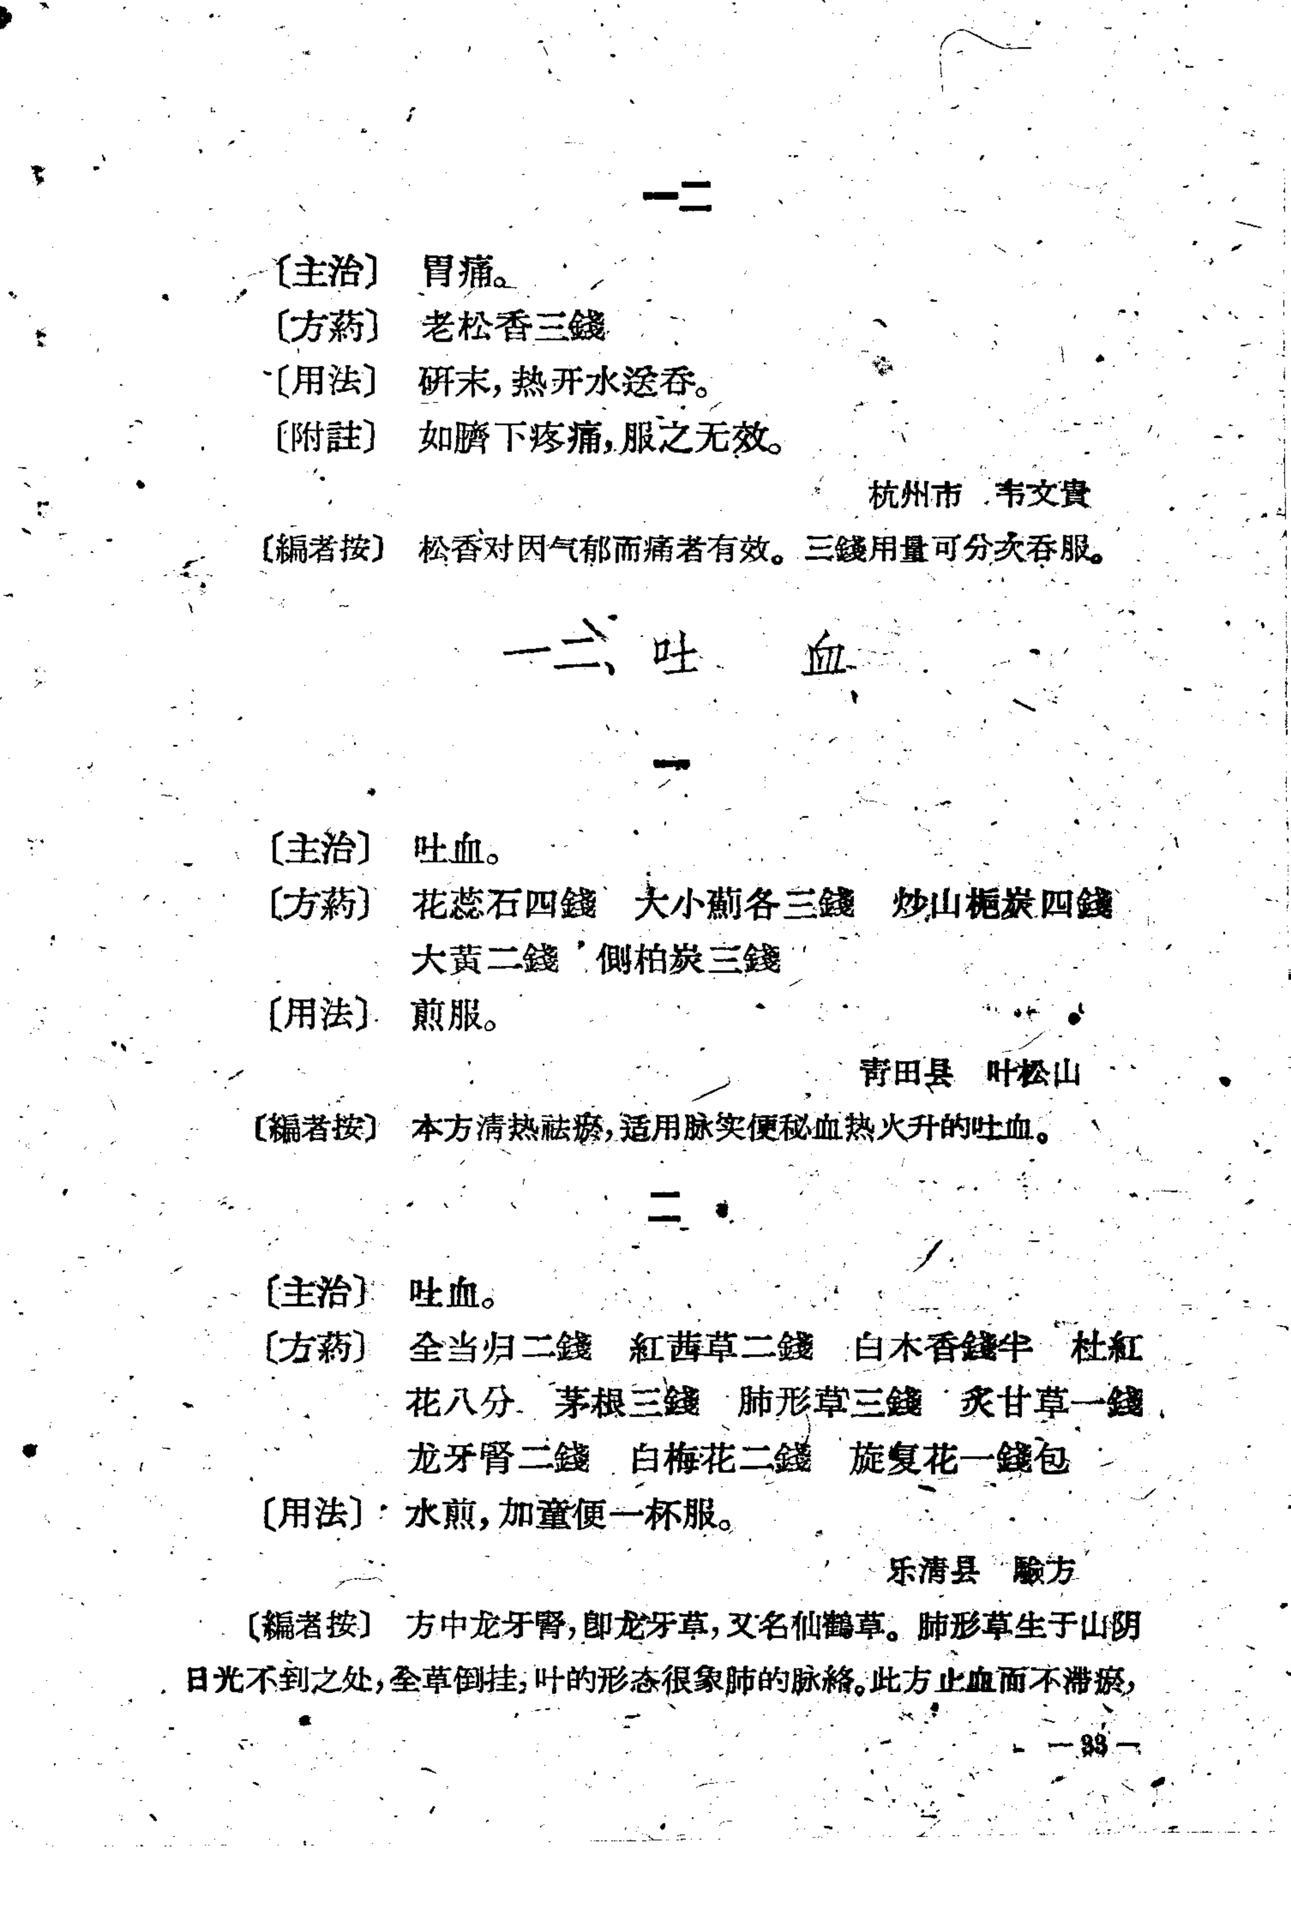 一二
〔主治〕 胃痛。
〔方葯〕 老松香三錢
〔用法〕 研末，热开水送吞。
〔附註〕 如臍下疼痛，服之无效。
杭州市 韦文貴
〔編者按〕 松香对因气郁而痛者有效。三錢用量可分次吞服。
一二、吐 血
一
〔主治〕 吐血。
〔方葯〕 花蕊石四錢 大小薊各三錢 炒山梔炭四錢
大黄二錢 側柏炭三錢
〔用法〕 煎服。
青田县 叶松山
〔編者按〕 本方清热祛瘀，适用脉实便秘血热火升的吐血。
二
〔主治〕 吐血。
〔方葯〕 全当归二錢 紅茜草二錢 白木香錢半 杜紅
花八分 茅根三錢 肺形草三錢 炙甘草一錢
龙牙腎二錢 白梅花二錢 旋复花一錢包
〔用法〕 水煎，加童便一杯服。
乐清县 驗方
〔編者按〕 方中龙牙腎，即龙牙草，又名仙鶴草。肺形草生于山阴
日光不到之处，全草倒挂，叶的形态很象肺的脉絡。此方止血而不滞瘀，
— 33 —